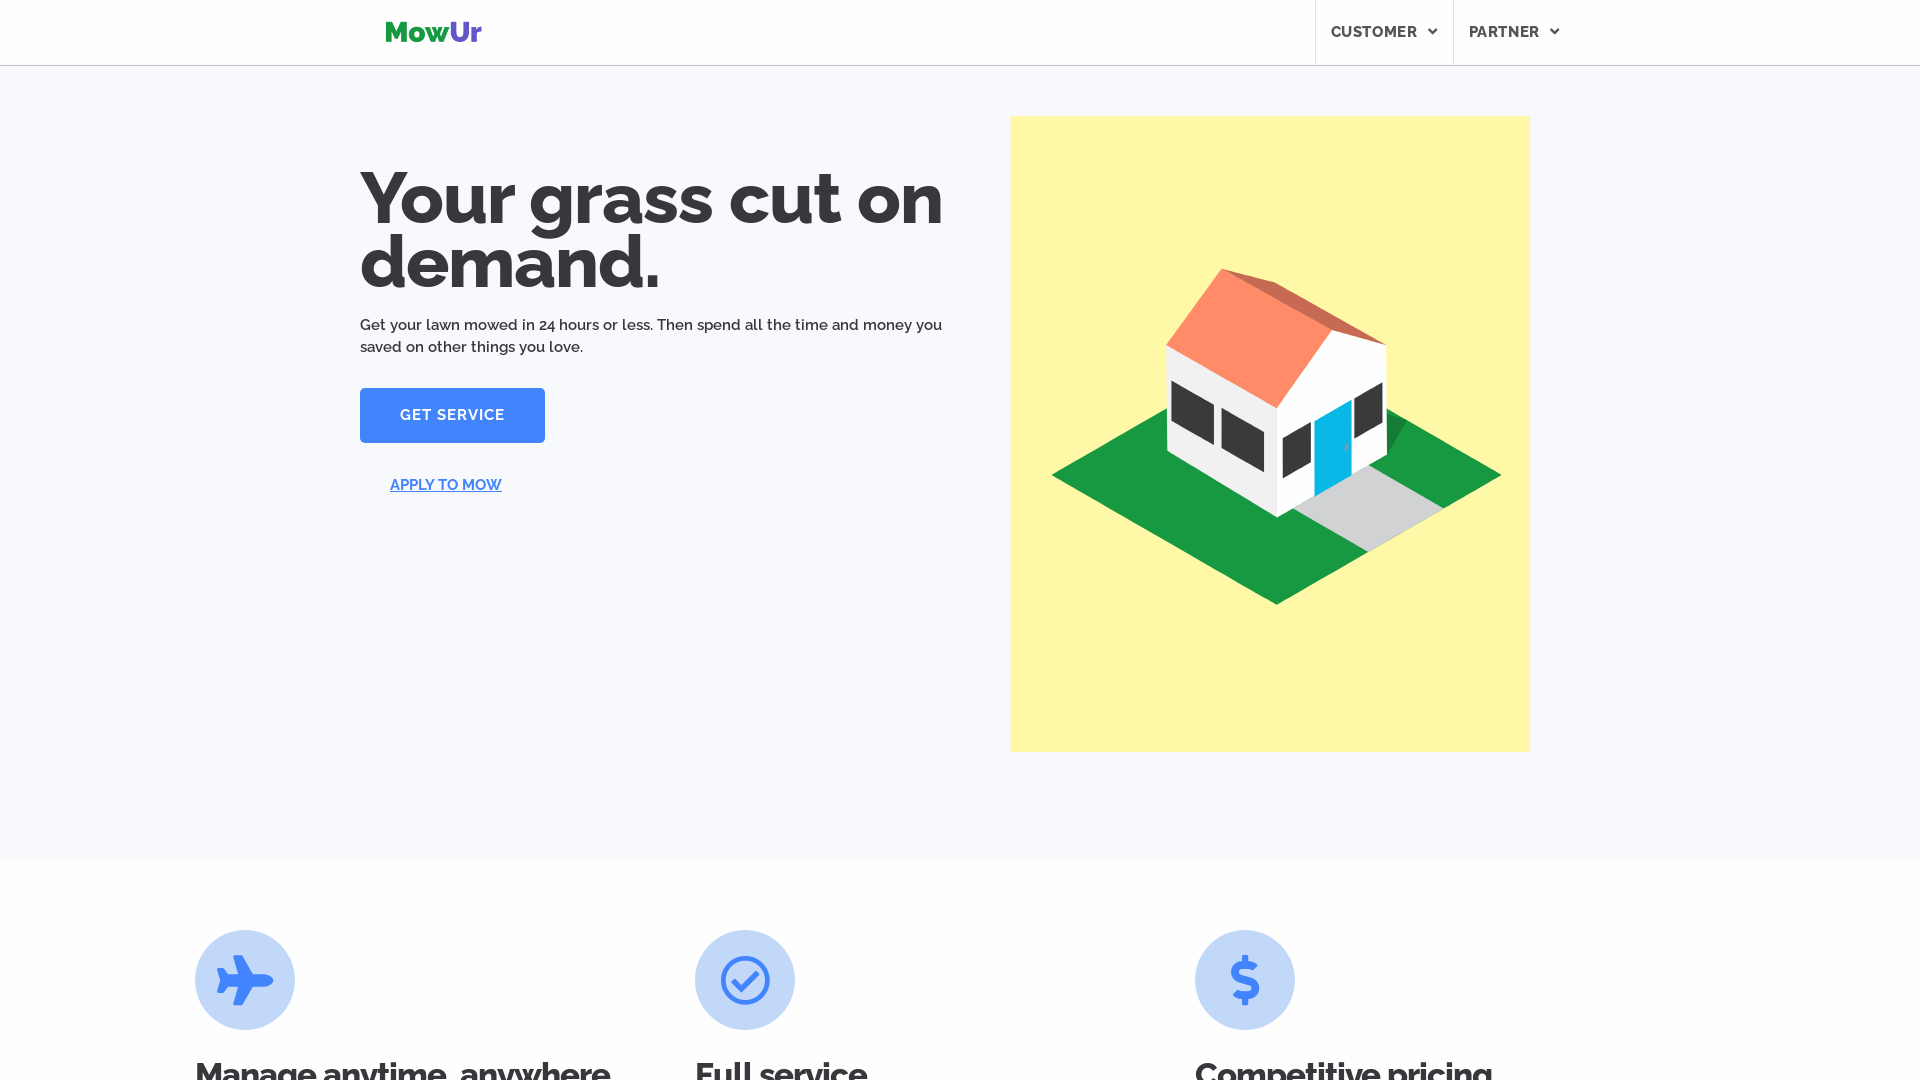 MowUr
CUSTOMER
PARTNER
Your grass cut on
demand.
Get your lawn mowed in 24 hours or less. Then spend all the time and money you
saved on other things you love.
GET SERVICE
APPLY TO MOW
Manage anytime, anywhere
Full service
Competitive pricing